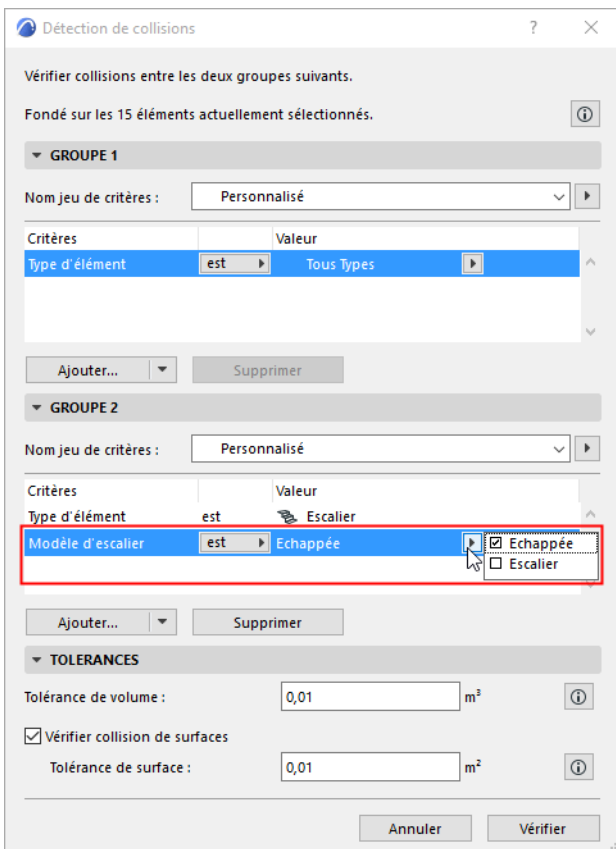 Détection de collisions
Vérifier collisions entre les deux groupes suivants.
Fondé sur les 15 éléments actuellement sélectionnés.
GROUPE 1
Nom jeu de critères : Personnalisé
Critères Valeur
Type d'élément est Tous Types
Ajouter... Supprimer
GROUPE 2
Nom jeu de critères : Personnalisé
Critères Valeur
Type d'élément est Escalier
Modèle d'escalier est Echappée Echappée
Escalier
Ajouter... Supprimer
TOLERANCES
Tolérance de volume : 0,01 m³
Vérifier collision de surfaces
Tolérance de surface : 0,01 m²
Annuler Vérifier